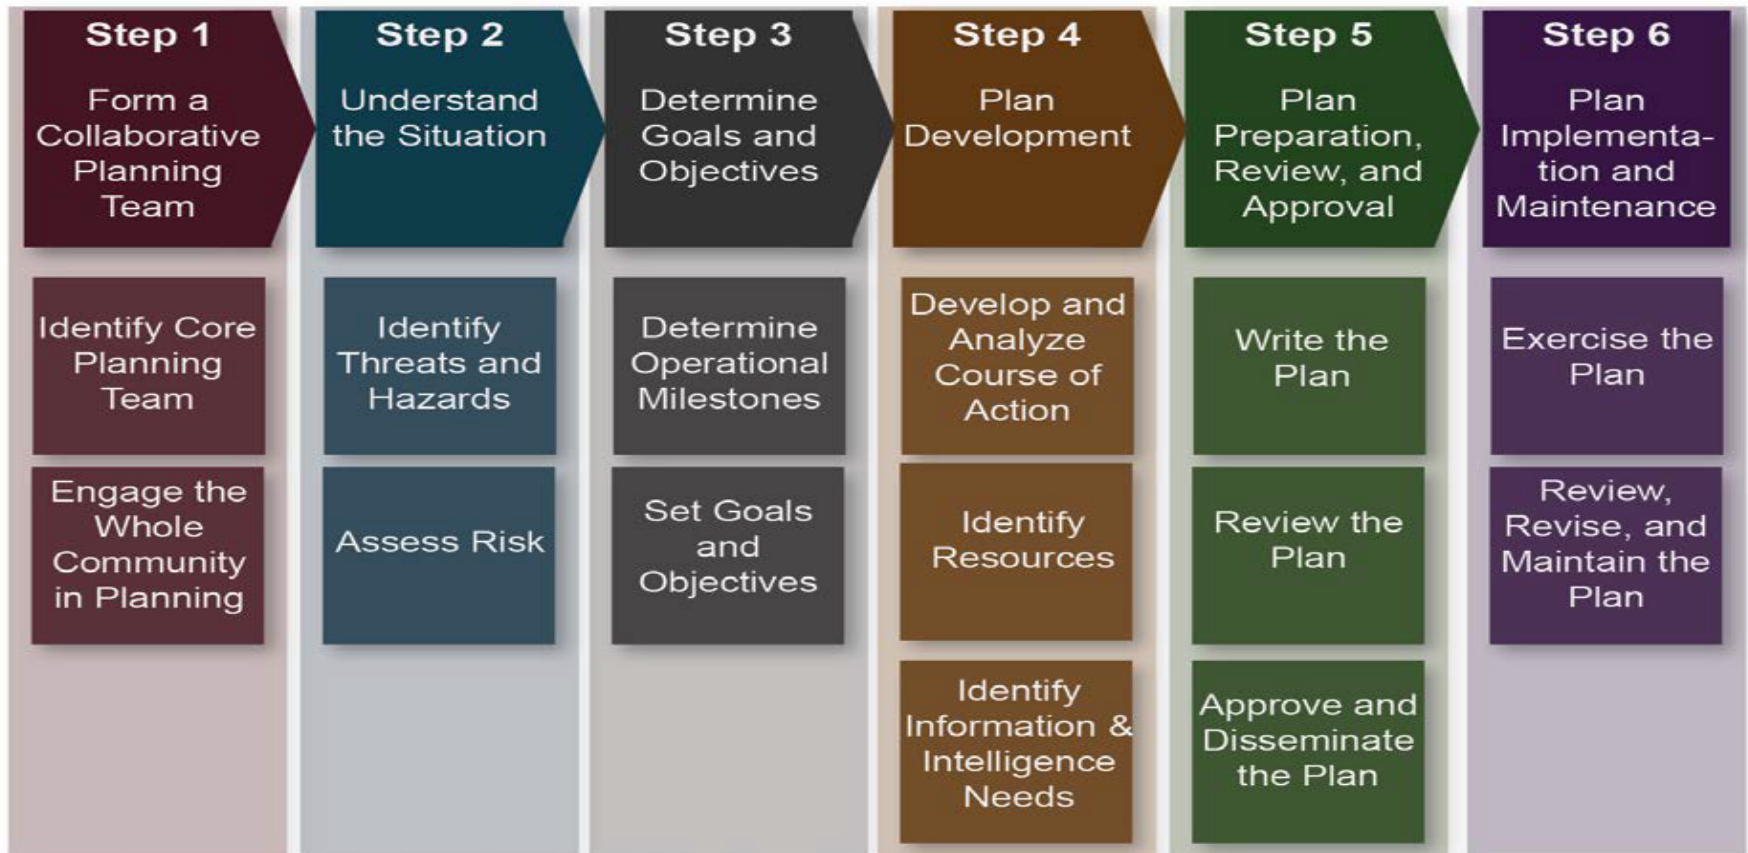 Step 1
Form a
Collaborative
Planning
Team
Identify Core
Planning
Team
Engage the
Whole
Community
in Planning
Step 2
Understand
the Situation
Identify
Threats and
Hazards
Assess Risk
Step 3
Determine
Goals and
Objectives
Determine
Operational
Milestones
Set Goals
and
Objectives
Step 4
Plan
Development
Develop and
Analyze
Course of
Action
Identify
Resources
Identify
Information &
Intelligence
Needs
Step 5
Plan
Preparation,
Review, and
Approval
Write the
Plan
Review the
Plan
Approve and
Disseminate
the Plan
Step 6
Plan
Implementa-
tion and
Maintenance
Exercise the
Plan
Review,
Revise, and
Maintain the
Plan